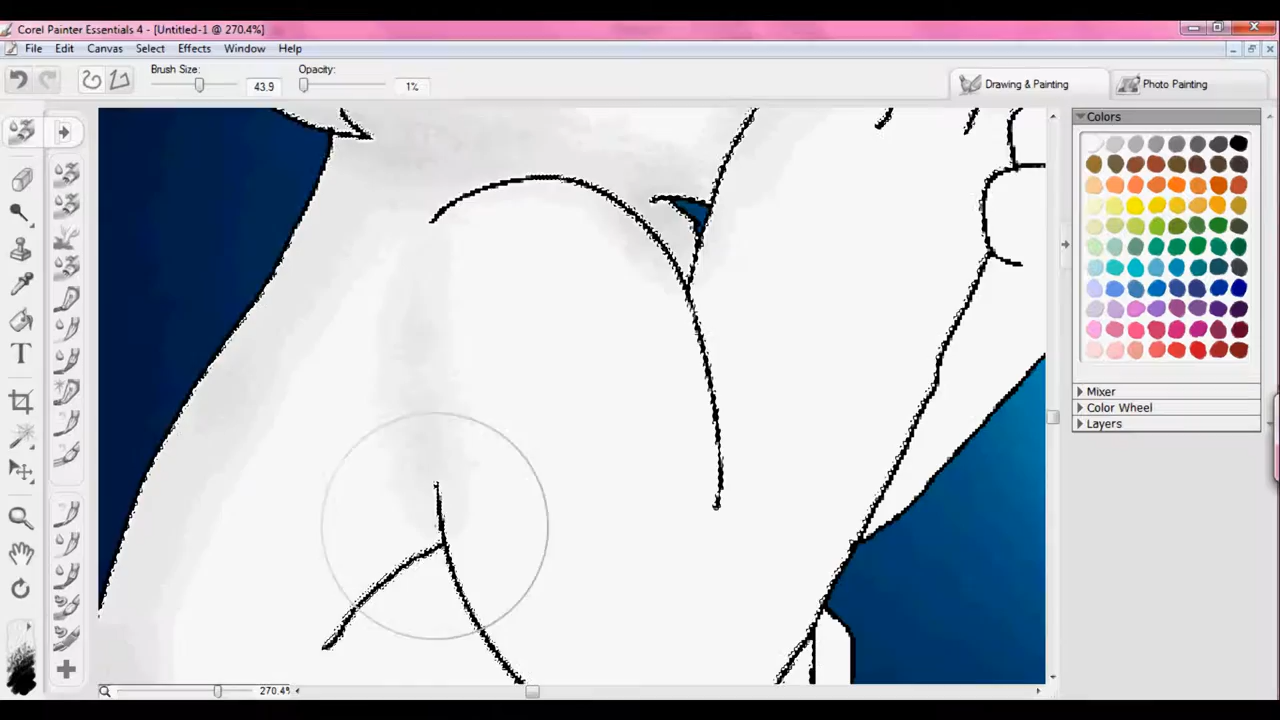 Corel Painter Essentials 4 - [Untitled-1 @ 270.4%]
File Edit Canvas Select Effects Window Help
Brush Size: 43.9 Opacity: 1% Drawing & Painting Photo Painting
Colors
Mixer
Color Wheel
Layers
T
270.4%